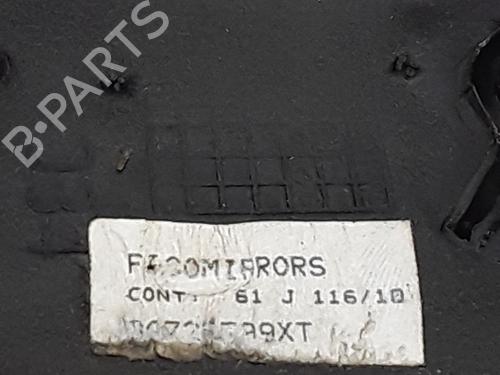 B-PARTS
FICOMIRRORS
CONT. 61 J 116/10